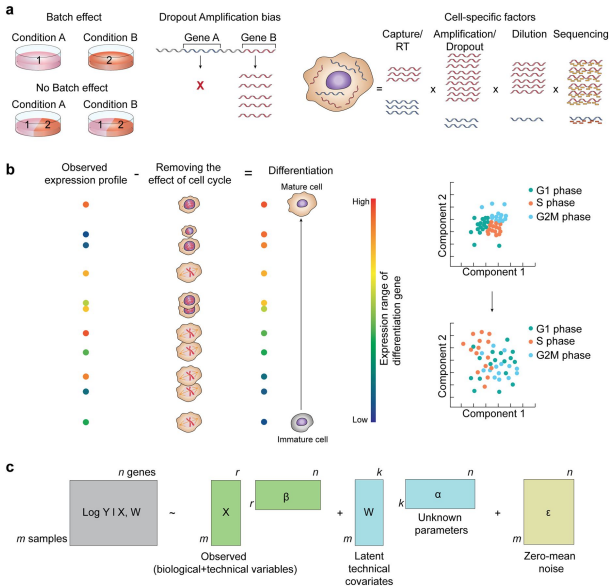 a
Batch effect
Condition A
Condition B
1
2
No Batch effect
Condition A
Condition B
1 2
1 2
Dropout Amplification bias
Gene A
Gene B
X
Cell-specific factors
Capture/
RT
Amplification/
Dropout
Dilution
Sequencing
=
x
x
x
b
Observed
expression profile
-
Removing the
effect of cell cycle
=
Differentiation
Mature cell
Immature cell
High
Low
Expression range of
differentiation gene
Component 2
Component 1
G1 phase
S phase
G2M phase
Component 2
Component 1
G1 phase
S phase
G2M phase
c
n genes
m samples
Log Y I X, W
~
r
m
X
n
r
β
Observed
(biological+technical variables)
+
k
m
W
Latent
technical
covariates
n
k
α
Unknown
parameters
+
n
m
ε
Zero-mean
noise